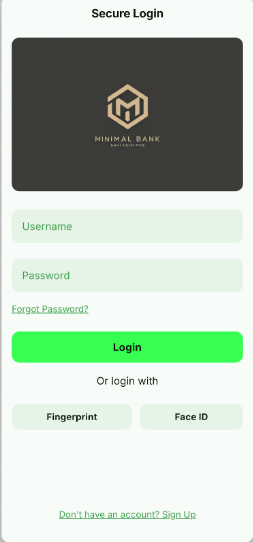 Secure Login
MINIMAL BANK
Username
Password
Forgot Password?
Login
Or login with
Fingerprint
Face ID
Don't have an account? Sign Up